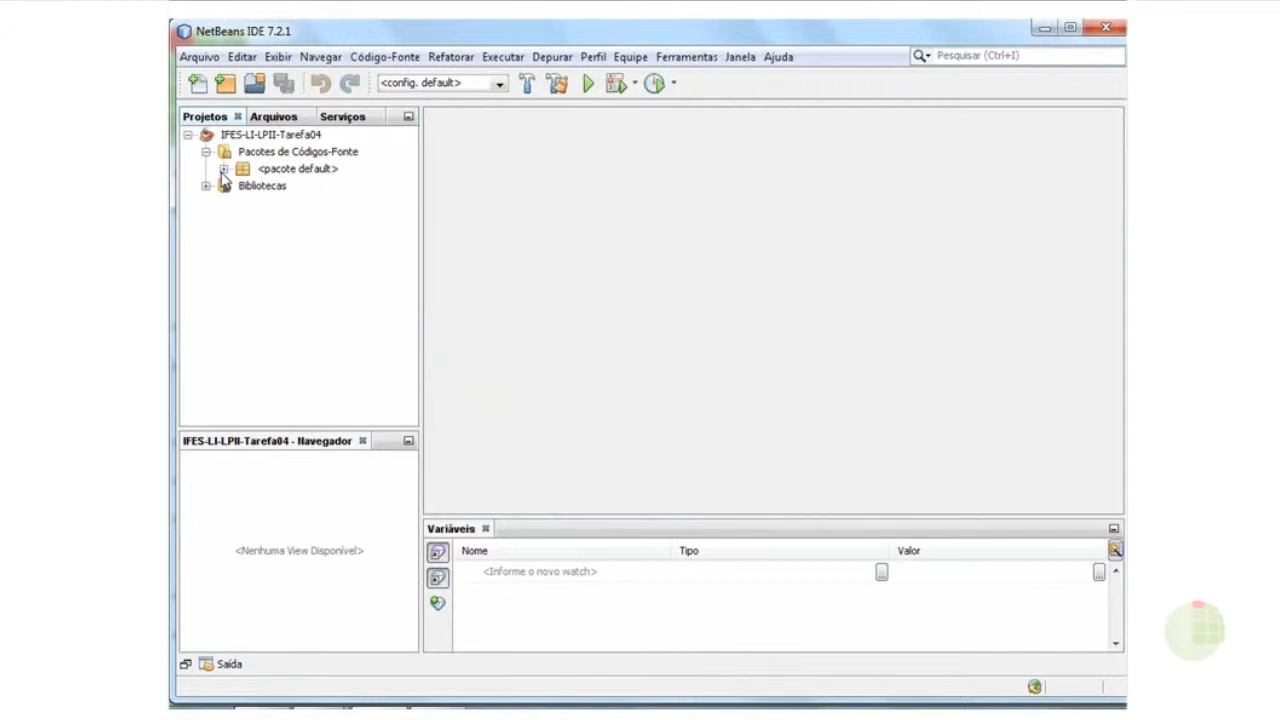 NetBeans IDE 7.2.1
Arquivo Editar Exibir Navegar Código-Fonte Refatorar Executar Depurar Perfil Equipe Ferramentas Janela Ajuda
Pesquisar (Ctrl+I)
<config. default>
Projetos Arquivos Serviços
IFES-LI-LPII-Tarefa04
Pacotes de Códigos-Fonte
<pacote default>
Bibliotecas
IFES-LI-LPII-Tarefa04 - Navegador
<Nenhuma View Disponível>
Variáveis
Nome Tipo Valor
<Informe o novo watch>
... ...
Saída